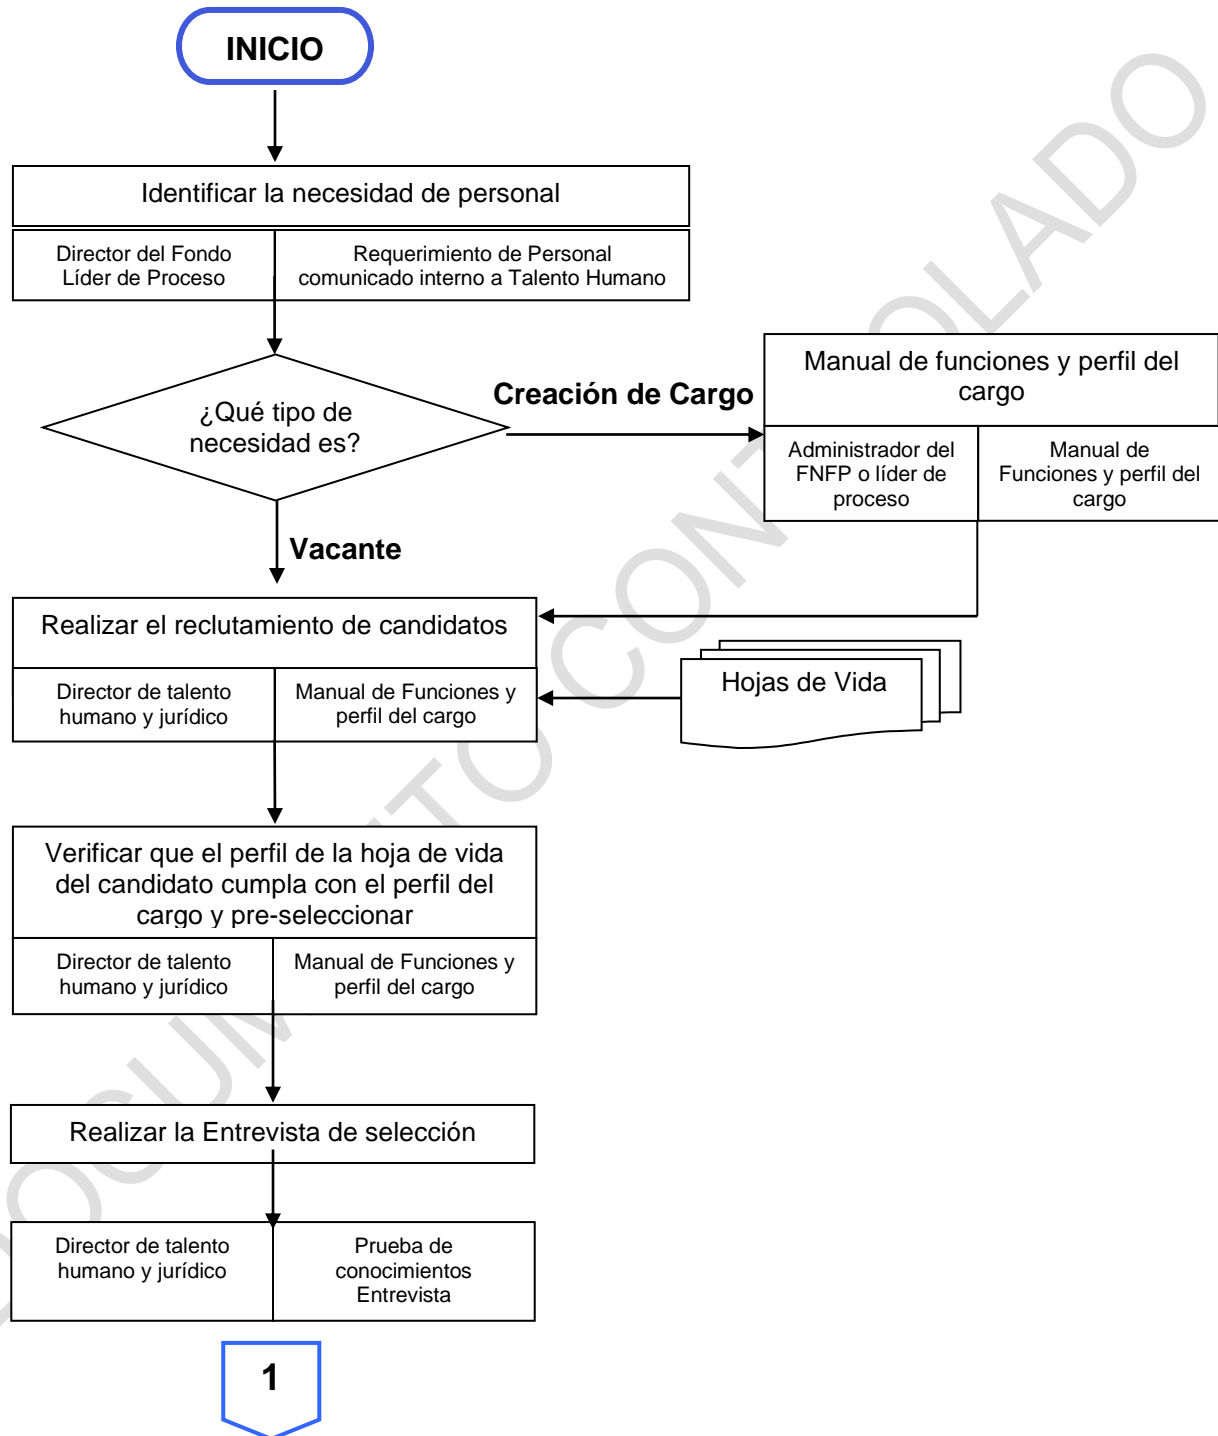 INICIO
Identificar la necesidad de personal
Director del Fondo
Líder de Proceso
Requerimiento de Personal
comunicado interno a Talento Humano
¿Qué tipo de
necesidad es?
Creación de Cargo
Manual de funciones y perfil del
cargo
Administrador del
FNFP o líder de
proceso
Manual de
Funciones y perfil del
cargo
Vacante
Realizar el reclutamiento de candidatos
Director de talento
humano y jurídico
Manual de Funciones y
perfil del cargo
Hojas de Vida
Verificar que el perfil de la hoja de vida
del candidato cumpla con el perfil del
cargo y pre-seleccionar
Director de talento
humano y jurídico
Manual de Funciones y
perfil del cargo
Realizar la Entrevista de selección
Director de talento
humano y jurídico
Prueba de
conocimientos
Entrevista
1
DOCUMENTO CONTROLADO